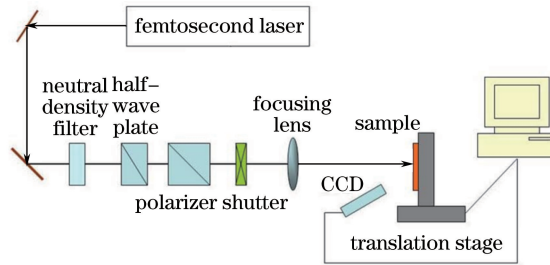 femtosecond laser
neutral
density
filter
half-
wave
plate
focusing
lens
sample
CCD
polarizer shutter
translation stage